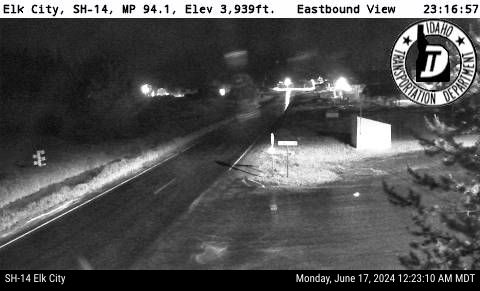 Elk City, SH-14, MP 94.1, Elev 3,939ft. Eastbound View 23:16:57
IDAHO
TRANSPORTATION DEPARTMENT
SH-14 Elk City Monday, June 17, 2024 12:23:10 AM MDT